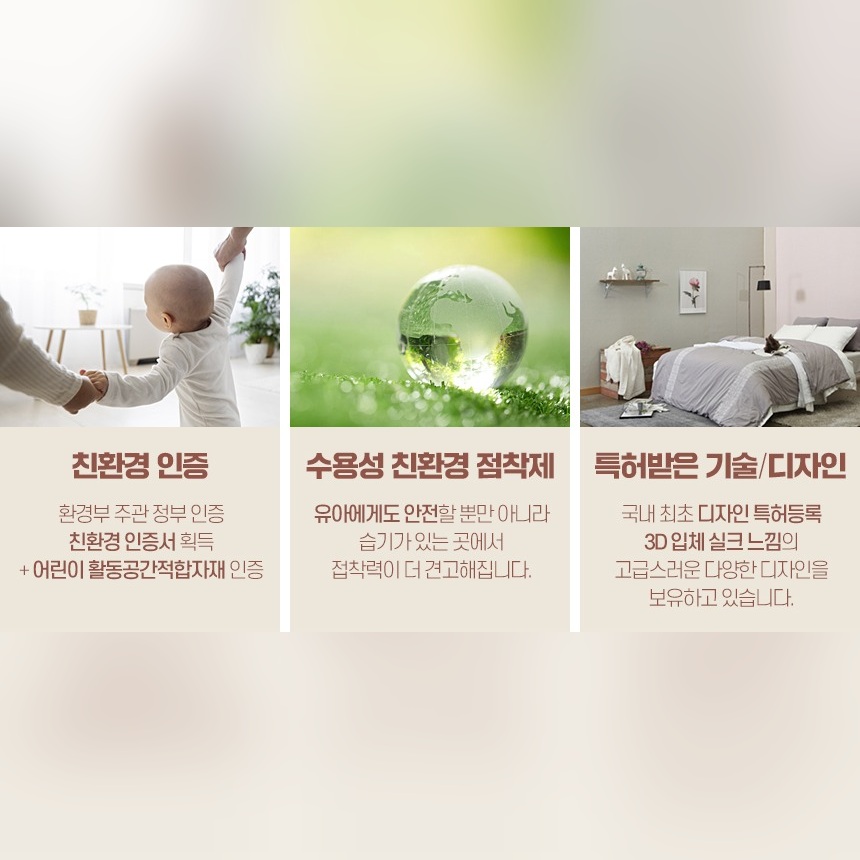 친환경 인증
환경부 주관 정부 인증
친환경 인증서 획득
+ 어린이 활동공간적합자재 인증
수용성 친환경 점착제
유아에게도 안전할 뿐만 아니라
습기가 있는 곳에서
접착력이 더 견고해집니다.
특허받은 기술/디자인
국내 최초 디자인 특허등록
3D 입체 실크 느낌의
고급스러운 다양한 디자인을
보유하고 있습니다.